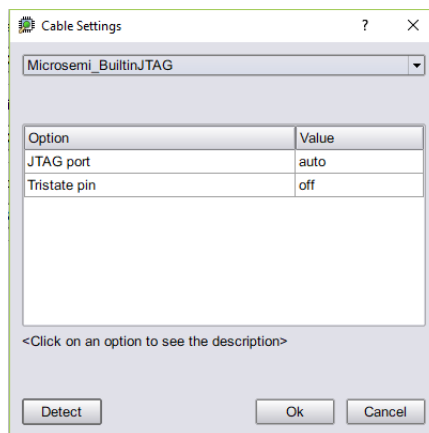 Cable Settings
?
Microsemi_BuiltinJTAG
Option Value
JTAG port auto
Tristate pin off
<Click on an option to see the description>
Detect Ok Cancel